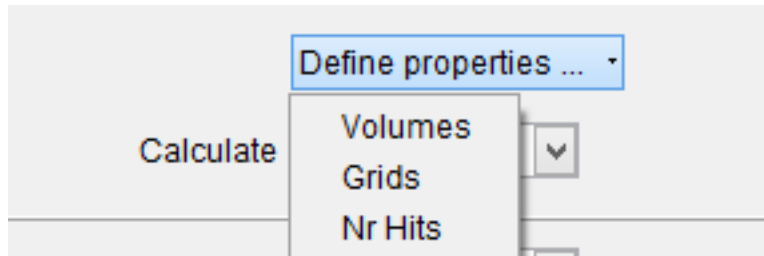 Define properties ...
Volumes
Calculate
Grids
Nr Hits